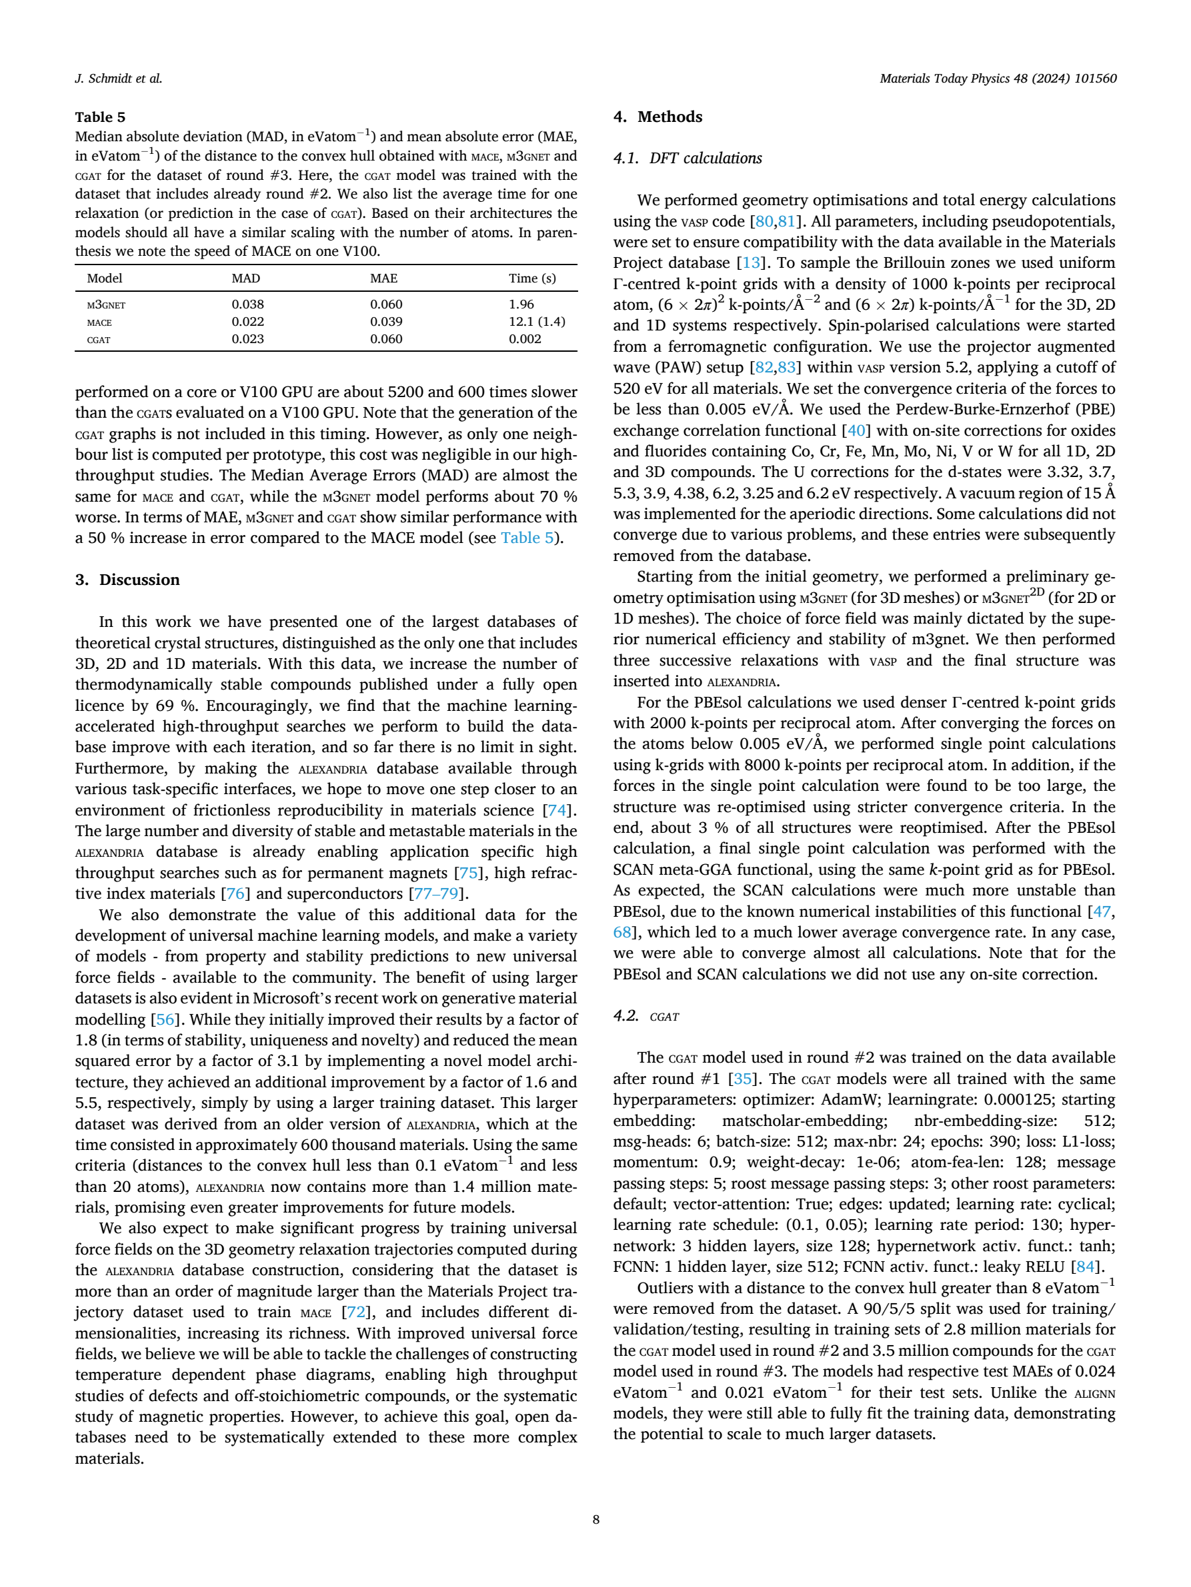 J. Schmidt et al.
Materials Today Physics 48 (2024) 101560
Table 5
Median absolute deviation (MAD, in eVatom−1) and mean absolute error (MAE,
in eVatom−1) of the distance to the convex hull obtained with MACE, M3GNET and
CGAT for the dataset of round #3. Here, the CGAT model was trained with the
dataset that includes already round #2. We also list the average time for one
relaxation (or prediction in the case of CGAT). Based on their architectures the
models should all have a similar scaling with the number of atoms. In paren-
thesis we note the speed of MACE on one V100.
Model MAD MAE Time (s)
M3GNET 0.038 0.060 1.96
MACE 0.022 0.039 12.1 (1.4)
CGAT 0.023 0.060 0.002
performed on a core or V100 GPU are about 5200 and 600 times slower
than the CGATS evaluated on a V100 GPU. Note that the generation of the
CGAT graphs is not included in this timing. However, as only one neigh-
bour list is computed per prototype, this cost was negligible in our high-
throughput studies. The Median Average Errors (MAD) are almost the
same for MACE and CGAT, while the M3GNET model performs about 70 %
worse. In terms of MAE, M3GNET and CGAT show similar performance with
a 50 % increase in error compared to the MACE model (see Table 5).
3. Discussion
In this work we have presented one of the largest databases of
theoretical crystal structures, distinguished as the only one that includes
3D, 2D and 1D materials. With this data, we increase the number of
thermodynamically stable compounds published under a fully open
licence by 69 %. Encouragingly, we find that the machine learning-
accelerated high-throughput searches we perform to build the data-
base improve with each iteration, and so far there is no limit in sight.
Furthermore, by making the ALEXANDRIA database available through
various task-specific interfaces, we hope to move one step closer to an
environment of frictionless reproducibility in materials science [74].
The large number and diversity of stable and metastable materials in the
ALEXANDRIA database is already enabling application specific high
throughput searches such as for permanent magnets [75], high refrac-
tive index materials [76] and superconductors [77–79].
We also demonstrate the value of this additional data for the
development of universal machine learning models, and make a variety
of models - from property and stability predictions to new universal
force fields - available to the community. The benefit of using larger
datasets is also evident in Microsoft's recent work on generative material
modelling [56]. While they initially improved their results by a factor of
1.8 (in terms of stability, uniqueness and novelty) and reduced the mean
squared error by a factor of 3.1 by implementing a novel model archi-
tecture, they achieved an additional improvement by a factor of 1.6 and
5.5, respectively, simply by using a larger training dataset. This larger
dataset was derived from an older version of ALEXANDRIA, which at the
time consisted in approximately 600 thousand materials. Using the same
criteria (distances to the convex hull less than 0.1 eVatom−1 and less
than 20 atoms), ALEXANDRIA now contains more than 1.4 million mate-
rials, promising even greater improvements for future models.
We also expect to make significant progress by training universal
force fields on the 3D geometry relaxation trajectories computed during
the ALEXANDRIA database construction, considering that the dataset is
more than an order of magnitude larger than the Materials Project tra-
jectory dataset used to train MACE [72], and includes different di-
mensionalities, increasing its richness. With improved universal force
fields, we believe we will be able to tackle the challenges of constructing
temperature dependent phase diagrams, enabling high throughput
studies of defects and off-stoichiometric compounds, or the systematic
study of magnetic properties. However, to achieve this goal, open da-
tabases need to be systematically extended to these more complex
materials.
4. Methods
4.1. DFT calculations
We performed geometry optimisations and total energy calculations
using the VASP code [80,81]. All parameters, including pseudopotentials,
were set to ensure compatibility with the data available in the Materials
Project database [13]. To sample the Brillouin zones we used uniform
Γ-centred k-point grids with a density of 1000 k-points per reciprocal
atom, (6 × 2π)2 k-points/Å−2 and (6 × 2π) k-points/Å−1 for the 3D, 2D
and 1D systems respectively. Spin-polarised calculations were started
from a ferromagnetic configuration. We use the projector augmented
wave (PAW) setup [82,83] within VASP version 5.2, applying a cutoff of
520 eV for all materials. We set the convergence criteria of the forces to
be less than 0.005 eV/Å. We used the Perdew-Burke-Ernzerhof (PBE)
exchange correlation functional [40] with on-site corrections for oxides
and fluorides containing Co, Cr, Fe, Mn, Mo, Ni, V or W for all 1D, 2D
and 3D compounds. The U corrections for the d-states were 3.32, 3.7,
5.3, 3.9, 4.38, 6.2, 3.25 and 6.2 eV respectively. A vacuum region of 15 Å
was implemented for the aperiodic directions. Some calculations did not
converge due to various problems, and these entries were subsequently
removed from the database.
Starting from the initial geometry, we performed a preliminary ge-
ometry optimisation using M3GNET (for 3D meshes) or M3GNET2D (for 2D or
1D meshes). The choice of force field was mainly dictated by the supe-
rior numerical efficiency and stability of m3gnet. We then performed
three successive relaxations with VASP and the final structure was
inserted into ALEXANDRIA.
For the PBEsol calculations we used denser Γ-centred k-point grids
with 2000 k-points per reciprocal atom. After converging the forces on
the atoms below 0.005 eV/Å, we performed single point calculations
using k-grids with 8000 k-points per reciprocal atom. In addition, if the
forces in the single point calculation were found to be too large, the
structure was re-optimised using stricter convergence criteria. In the
end, about 3 % of all structures were reoptimised. After the PBEsol
calculation, a final single point calculation was performed with the
SCAN meta-GGA functional, using the same k-point grid as for PBEsol.
As expected, the SCAN calculations were much more unstable than
PBEsol, due to the known numerical instabilities of this functional [47,
68], which led to a much lower average convergence rate. In any case,
we were able to converge almost all calculations. Note that for the
PBEsol and SCAN calculations we did not use any on-site correction.
4.2. CGAT
The CGAT model used in round #2 was trained on the data available
after round #1 [35]. The CGAT models were all trained with the same
hyperparameters: optimizer: AdamW; learningrate: 0.000125; starting
embedding: matscholar-embedding; nbr-embedding-size: 512;
msg-heads: 6; batch-size: 512; max-nbr: 24; epochs: 390; loss: L1-loss;
momentum: 0.9; weight-decay: 1e-06; atom-fea-len: 128; message
passing steps: 5; roost message passing steps: 3; other roost parameters:
default; vector-attention: True; edges: updated; learning rate: cyclical;
learning rate schedule: (0.1, 0.05); learning rate period: 130; hyper-
network: 3 hidden layers, size 128; hypernetwork activ. funct.: tanh;
FCNN: 1 hidden layer, size 512; FCNN activ. funct.: leaky RELU [84].
Outliers with a distance to the convex hull greater than 8 eVatom−1
were removed from the dataset. A 90/5/5 split was used for training/
validation/testing, resulting in training sets of 2.8 million materials for
the CGAT model used in round #2 and 3.5 million compounds for the CGAT
model used in round #3. The models had respective test MAEs of 0.024
eVatom−1 and 0.021 eVatom−1 for their test sets. Unlike the ALIGNN
models, they were still able to fully fit the training data, demonstrating
the potential to scale to much larger datasets.
8